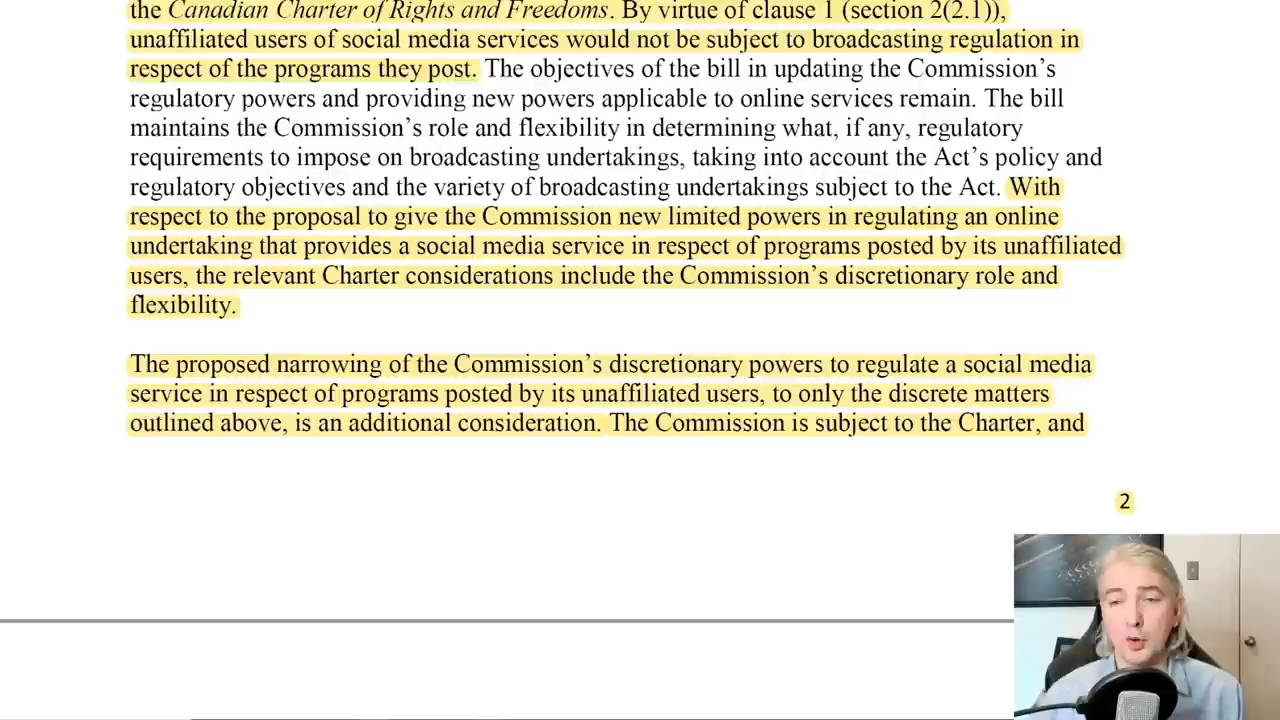 the Canadian Charter of Rights and Freedoms. By virtue of clause 1 (section 2(2.1)),
unaffiliated users of social media services would not be subject to broadcasting regulation in
respect of the programs they post. The objectives of the bill in updating the Commission’s
regulatory powers and providing new powers applicable to online services remain. The bill
maintains the Commission’s role and flexibility in determining what, if any, regulatory
requirements to impose on broadcasting undertakings, taking into account the Act’s policy and
regulatory objectives and the variety of broadcasting undertakings subject to the Act. With
respect to the proposal to give the Commission new limited powers in regulating an online
undertaking that provides a social media service in respect of programs posted by its unaffiliated
users, the relevant Charter considerations include the Commission’s discretionary role and
flexibility.
The proposed narrowing of the Commission’s discretionary powers to regulate a social media
service in respect of programs posted by its unaffiliated users, to only the discrete matters
outlined above, is an additional consideration. The Commission is subject to the Charter, and
2